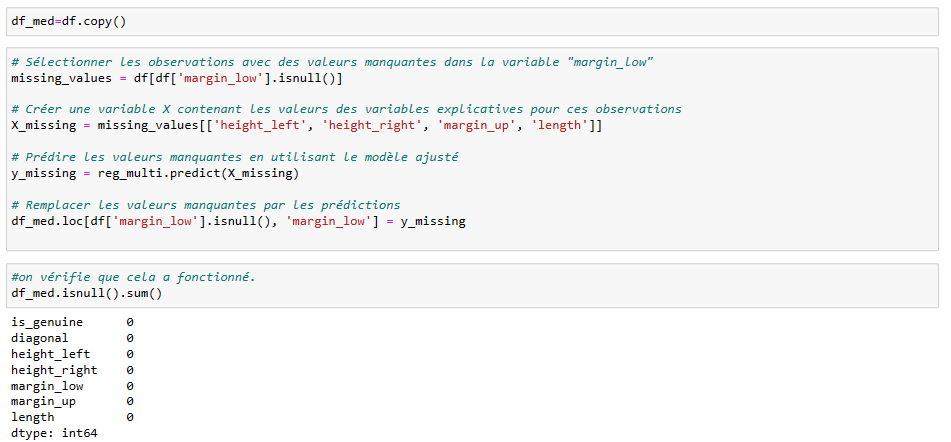 df_med=df.copy()
# Sélectionner les observations avec des valeurs manquantes dans la variable "margin_low"
missing_values = df[df['margin_low'].isnull()]
# Créer une variable X contenant les valeurs des variables explicatives pour ces observations
X_missing = missing_values[['height_left', 'height_right', 'margin_up', 'length']]
# Prédire les valeurs manquantes en utilisant le modèle ajusté
y_missing = reg_multi.predict(X_missing)
# Remplacer les valeurs manquantes par les prédictions
df_med.loc[df['margin_low'].isnull(), 'margin_low'] = y_missing
#on vérifie que cela a fonctionné.
df_med.isnull().sum()
is_genuine      0
diagonal        0
height_left     0
height_right    0
margin_low      0
margin_up       0
length          0
dtype: int64